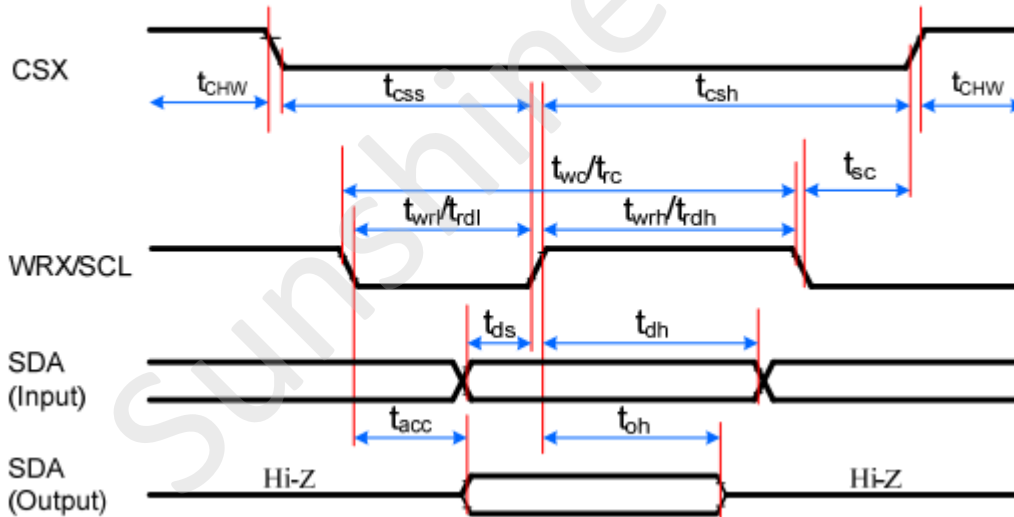 CSX
tCHW tcss tcsh tCHW
twc/trc tsc
twrl/trdl twrh/trdh
WRX/SCL
tds tdh
SDA
(Input)
tacc toh
SDA
(Output)
Hi-Z Hi-Z
Sunshine